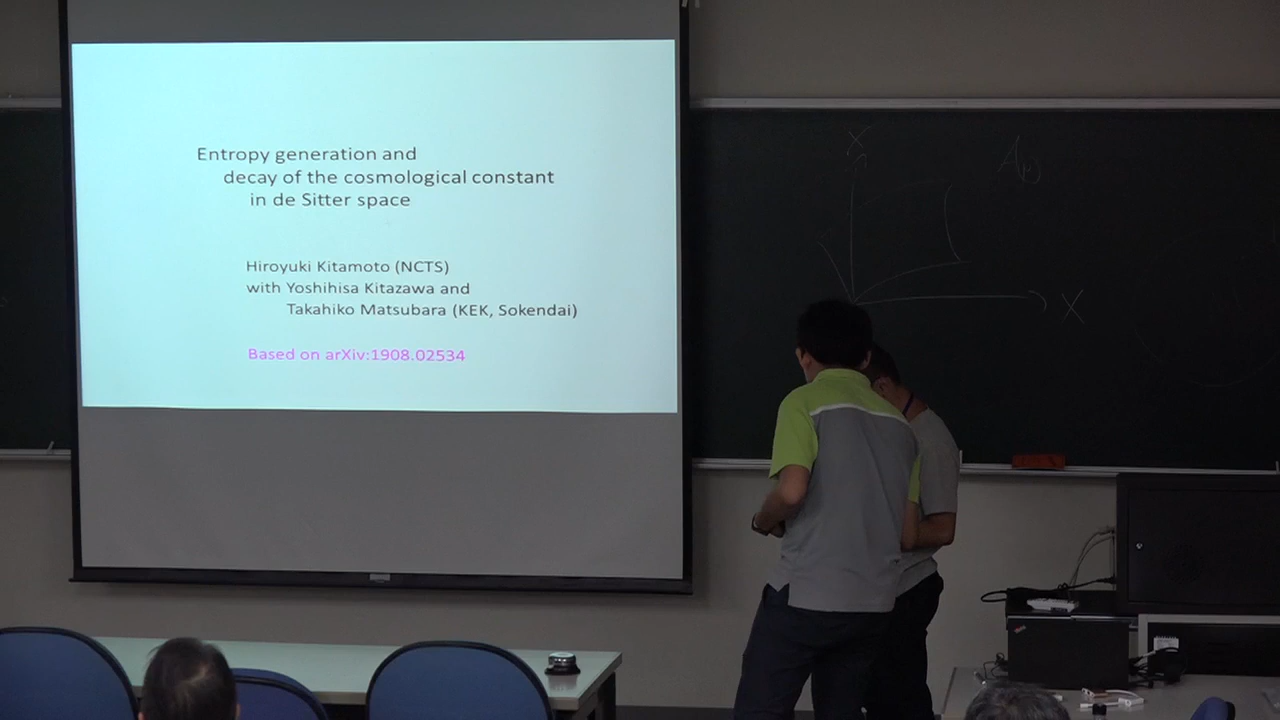 Entropy generation and
decay of the cosmological constant
in de Sitter space
Hiroyuki Kitamoto (NCTS)
with Yoshihisa Kitazawa and
Takahiko Matsubara (KEK, Sokendai)
Based on arXiv:1908.02534
X
X